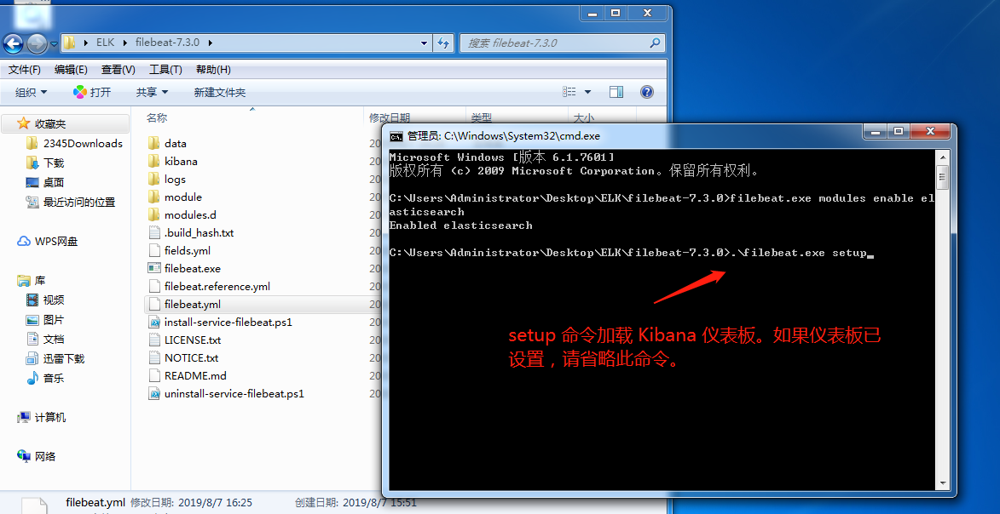 ELK
filebeat-7.3.0
搜索 filebeat-7.3.0
文件(F) 编辑(E) 查看(V) 工具(T) 帮助(H)
组织 打开 共享 新建文件夹
收藏夹
2345Downloads
下载
桌面
最近访问的位置
WPS网盘
库
视频
图片
文档
迅雷下载
音乐
计算机
网络
名称 修改日期 类型 大小
data 20
kibana 20
logs 20
module 20
modules.d 20
.build_hash.txt 20
fields.yml 20
filebeat.exe 20
filebeat.reference.yml 20
filebeat.yml 20
install-service-filebeat.ps1 20
LICENSE.txt 20
NOTICE.txt 20
README.md 20
uninstall-service-filebeat.ps1 20
管理员: C:\Windows\System32\cmd.exe
Microsoft Windows [版本 6.1.7601]
版权所有 (c) 2009 Microsoft Corporation。保留所有权利。
C:\Users\Administrator\Desktop\ELK\filebeat-7.3.0>filebeat.exe modules enable el
asticsearch
Enabled elasticsearch
C:\Users\Administrator\Desktop\ELK\filebeat-7.3.0>.\filebeat.exe setup
setup 命令加载 Kibana 仪表板。如果仪表板已
设置，请省略此命令。
filebeat.yml 修改日期: 2019/8/7 16:25 创建日期: 2019/8/7 15:51